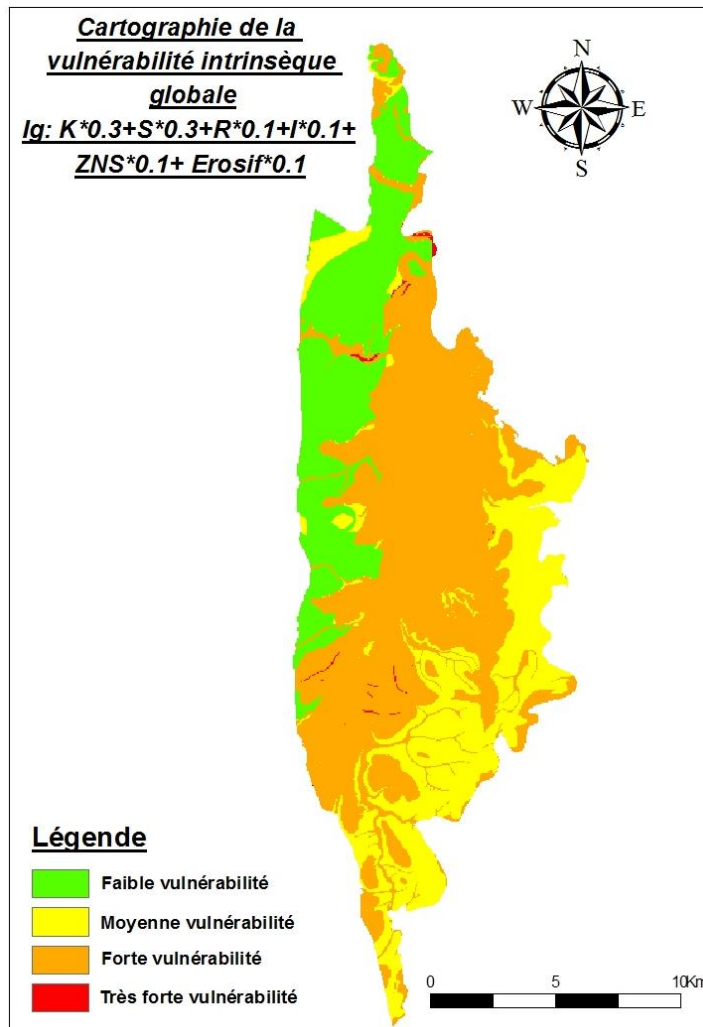 Cartographie de la
vulnérabilité intrinsèque
globale
Ig: K*0.3+S*0.3+R*0.1+I*0.1+
ZNS*0.1+ Erosif*0.1
N
W
E
S
Légende
Faible vulnérabilité
Moyenne vulnérabilité
Forte vulnérabilité
Très forte vulnérabilité
0 5 10Km